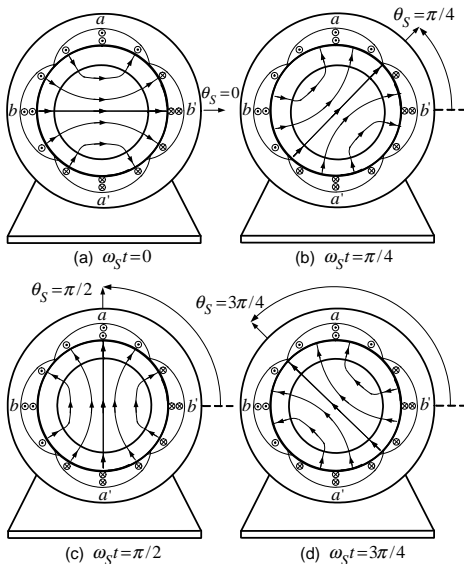 a
b
b'
a'
θS=0
(a) ωSt=0
θS=π/4
a
b
b'
a'
(b) ωSt=π/4
θS=π/2
a
b
b'
a'
(c) ωSt=π/2
θS=3π/4
a
b
b'
a'
(d) ωSt=3π/4